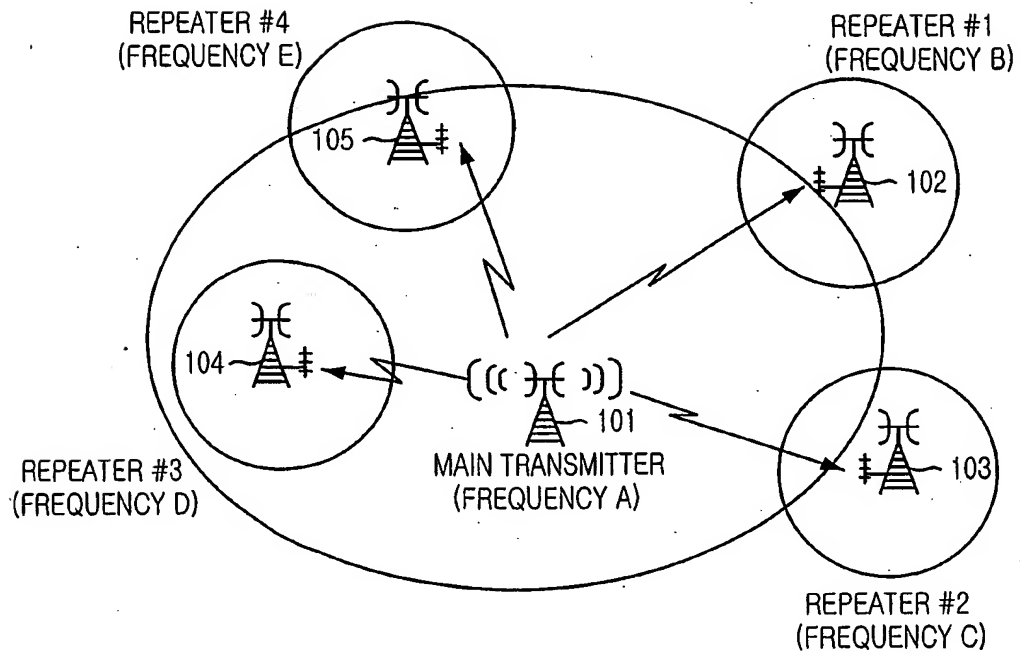 REPEATER #4
(FREQUENCY E)
REPEATER #1
(FREQUENCY B)
105
102
104
101
MAIN TRANSMITTER
(FREQUENCY A)
103
REPEATER #3
(FREQUENCY D)
REPEATER #2
(FREQUENCY C)